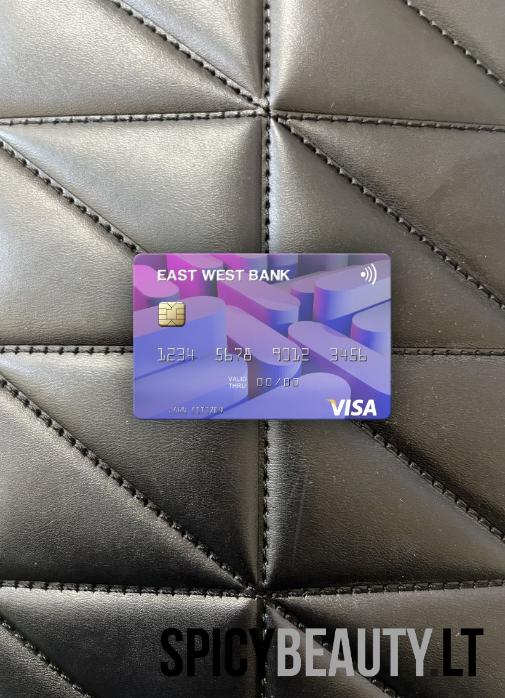 EAST WEST BANK
1234 5678 9012 3456
VALID
THRU 00/00
VISA
SPICYBEAUTY.LT